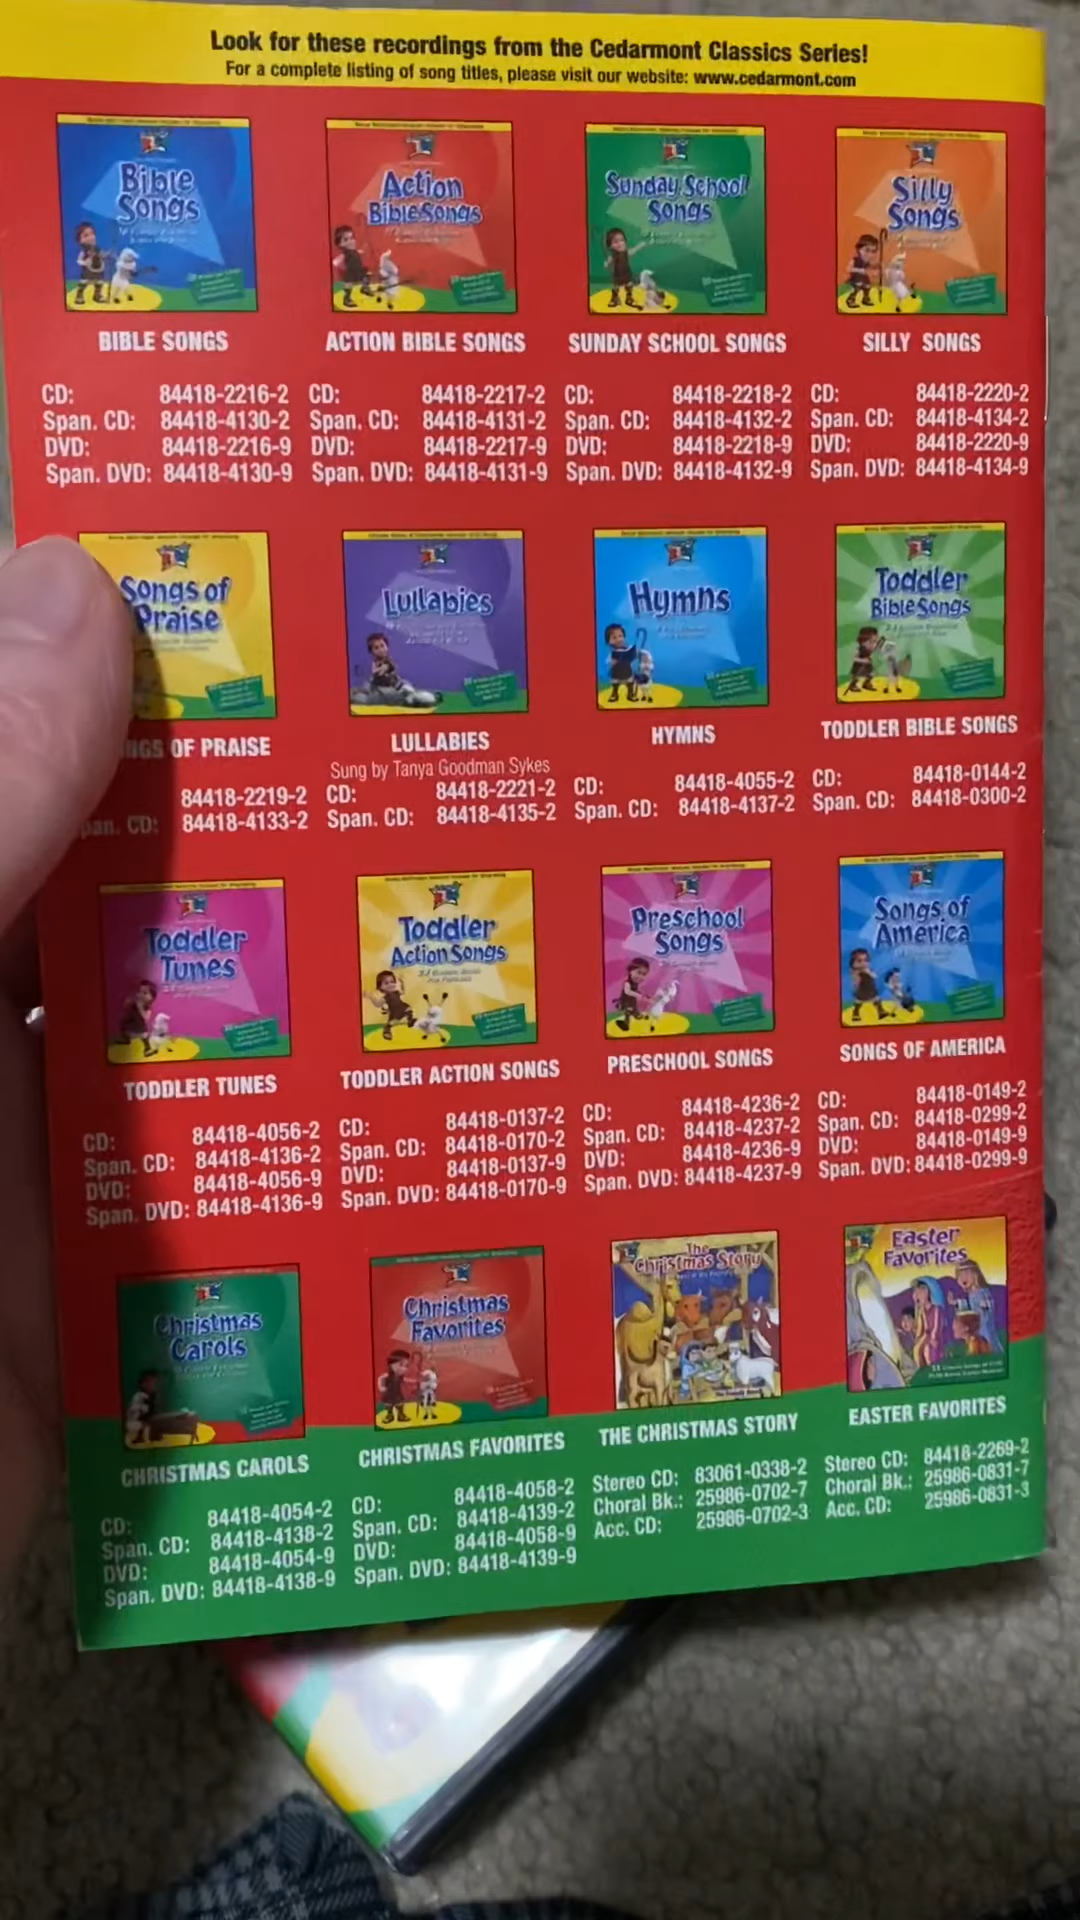 Look for these recordings from the Cedarmont Classics Series!
For a complete listing of song titles, please visit our website: www.cedarmont.com
Bible
Songs
BIBLE SONGS
CD: 84418-2216-2
Span. CD: 84418-4130-2
DVD: 84418-2216-9
Span. DVD: 84418-4130-9
Action
Bible Songs
ACTION BIBLE SONGS
CD: 84418-2217-2
Span. CD: 84418-4131-2
DVD: 84418-2217-9
Span. DVD: 84418-4131-9
Sunday School
Songs
SUNDAY SCHOOL SONGS
CD: 84418-2218-2
Span. CD: 84418-4132-2
DVD: 84418-2218-9
Span. DVD: 84418-4132-9
Silly
Songs
SILLY SONGS
CD: 84418-2220-2
Span. CD: 84418-4134-2
DVD: 84418-2220-9
Span. DVD: 84418-4134-9
Songs of
Praise
OF PRAISE
84418-2219-2
CD: 84418-4133-2
Lullabies
LULLABIES
Sung by Tanya Goodman Sykes
CD: 84418-2221-2
Span. CD: 84418-4135-2
Hymns
HYMNS
CD: 84418-4055-2
Span. CD: 84418-4137-2
Toddler
Bible Songs
TODDLER BIBLE SONGS
CD: 84418-0144-2
Span. CD: 84418-0300-2
Toddler
Tunes
TODDLER TUNES
CD: 84418-4056-2
Span. CD: 84418-4136-2
DVD: 84418-4056-9
Span. DVD: 84418-4136-9
Toddler
Action Songs
TODDLER ACTION SONGS
CD: 84418-0137-2
Span. CD: 84418-0170-2
DVD: 84418-0137-9
Span. DVD: 84418-0170-9
Preschool
Songs
PRESCHOOL SONGS
CD: 84418-4236-2
Span. CD: 84418-4237-2
DVD: 84418-4236-9
Span. DVD: 84418-4237-9
Songs of
America
SONGS OF AMERICA
CD: 84418-0149-2
Span. CD: 84418-0299-2
DVD: 84418-0149-9
Span. DVD: 84418-0299-9
Christmas
Carols
CHRISTMAS CAROLS
CD: 84418-4054-2
Span. CD: 84418-4138-2
DVD: 84418-4054-9
Span. DVD: 84418-4138-9
Christmas
Favorites
CHRISTMAS FAVORITES
CD: 84418-4058-2
Span. CD: 84418-4139-2
DVD: 84418-4058-9
Span. DVD: 84418-4139-9
The
Christmas Story
THE CHRISTMAS STORY
Stereo CD: 83061-0338-2
Choral Bk.: 25986-0702-7
Acc. CD: 25986-0702-3
Easter
Favorites
EASTER FAVORITES
Stereo CD: 84418-2269-2
Choral Bk.: 25986-0831-7
Acc. CD: 25986-0831-3